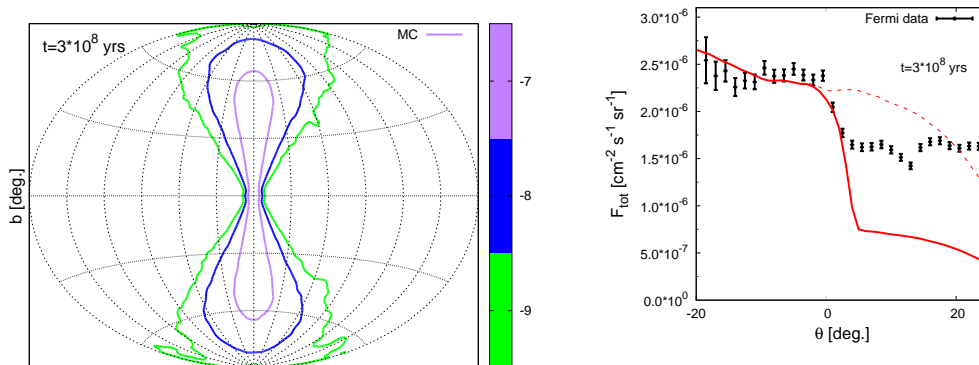 t=3*10^8 yrs
MC
b [deg.]
-7
-8
-9
3.0*10^-6
2.5*10^-6
2.0*10^-6
1.5*10^-6
1.0*10^-6
5.0*10^-7
0.0*10^0
F_tot [cm^-2 s^-1 sr^-1]
Fermi data
t=3*10^8 yrs
-20
-10
0
10
20
θ [deg.]